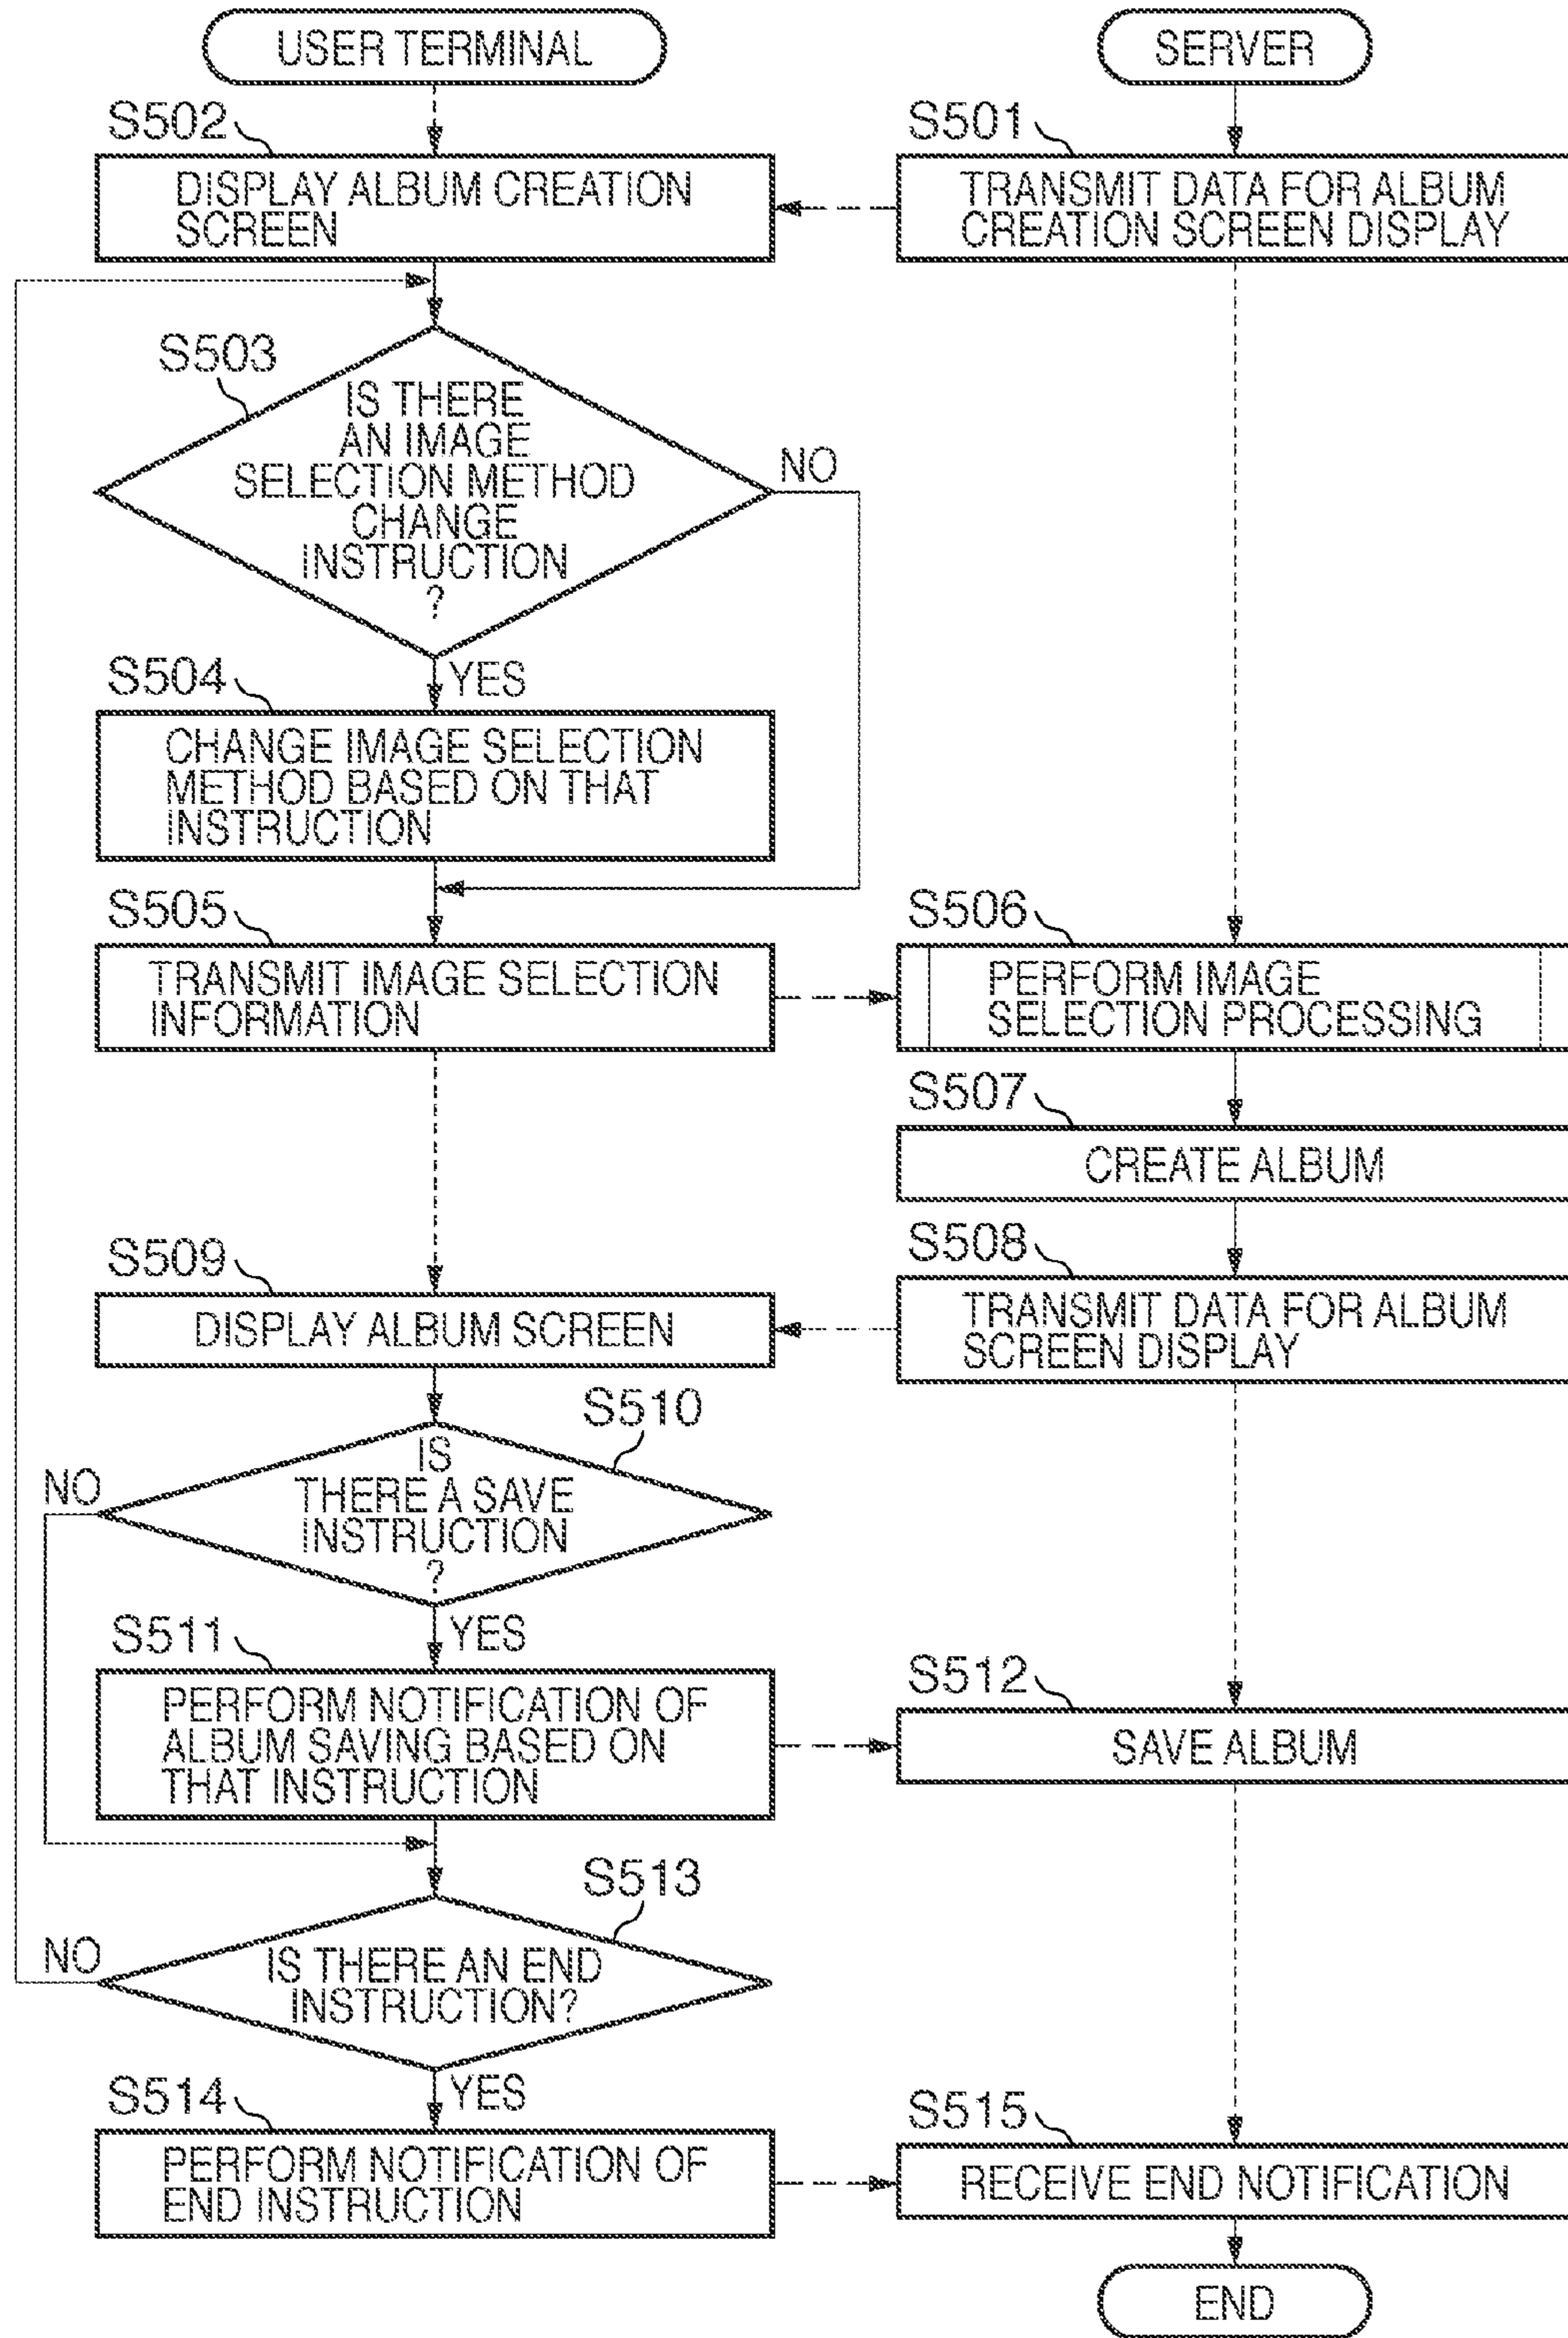 USER TERMINAL
SERVER
S502
S501
DISPLAY ALBUM CREATION
SCREEN
TRANSMIT DATA FOR ALBUM
CREATION SCREEN DISPLAY
S503
IS THERE
AN IMAGE
SELECTION METHOD
CHANGE
INSTRUCTION
?
NO
YES
S504
CHANGE IMAGE SELECTION
METHOD BASED ON THAT
INSTRUCTION
S505
S506
TRANSMIT IMAGE SELECTION
INFORMATION
PERFORM IMAGE
SELECTION PROCESSING
S507
CREATE ALBUM
S509
S508
DISPLAY ALBUM SCREEN
TRANSMIT DATA FOR ALBUM
SCREEN DISPLAY
S510
IS
THERE A SAVE
INSTRUCTION
?
NO
YES
S511
S512
PERFORM NOTIFICATION OF
ALBUM SAVING BASED ON
THAT INSTRUCTION
SAVE ALBUM
S513
NO
IS THERE AN END
INSTRUCTION?
YES
S514
S515
PERFORM NOTIFICATION OF
END INSTRUCTION
RECEIVE END NOTIFICATION
END